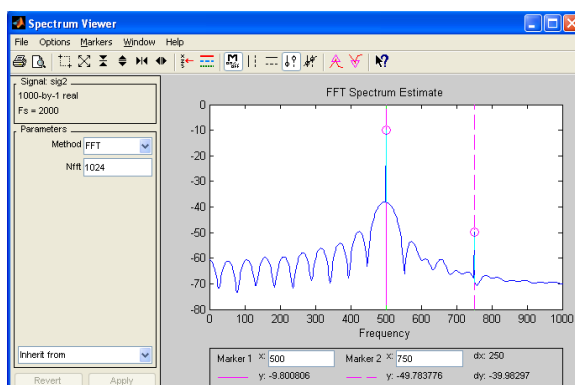 Spectrum Viewer
File Options Markers Window Help
Signal: sig2
1000-by-1 real
Fs = 2000
Parameters
Method FFT
Nfft 1024
Inherit from
Revert Apply
FFT Spectrum Estimate
0
-10
-20
-30
-40
-50
-60
-70
-80
0 100 200 300 400 500 600 700 800 900 1000
Frequency
Marker 1 x: 500 Marker 2 x: 750 dx: 250
y: -9.800806 y: -49.783776 dy: -39.98297